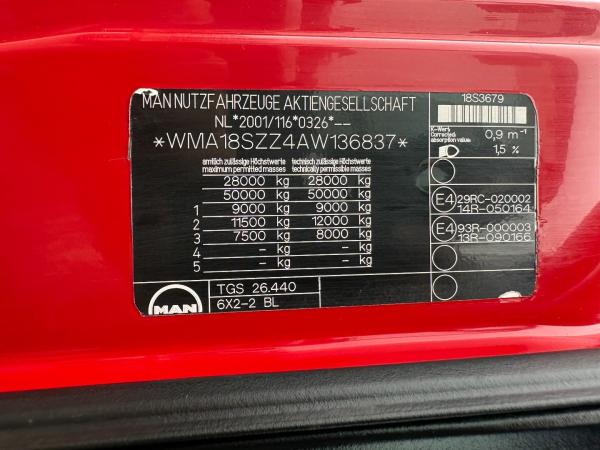 MAN NUTZFAHRZEUGE AKTIENGESELLSCHAFT
NL*2001/116*0326*--
*WMA18SZZ4AW136837*
amtlich zulässige Höchstwerte technische zulässige Höchstwerte
maximum permitted masses technically permissible masses
28000 kg 28000 kg
50000 kg 50000 kg
1 9000 kg 9000 kg
2 11500 kg 12000 kg
3 7500 kg 8000 kg
4 - kg - kg
5 - kg - kg
MAN
TGS 26.440
6X2-2 BL
18S3679
K-Wert
Corrected absorption value 0,9 m-1
1,5 %
E4 29RC-020002
14R-050164
E4 93R-000003
13R-090166